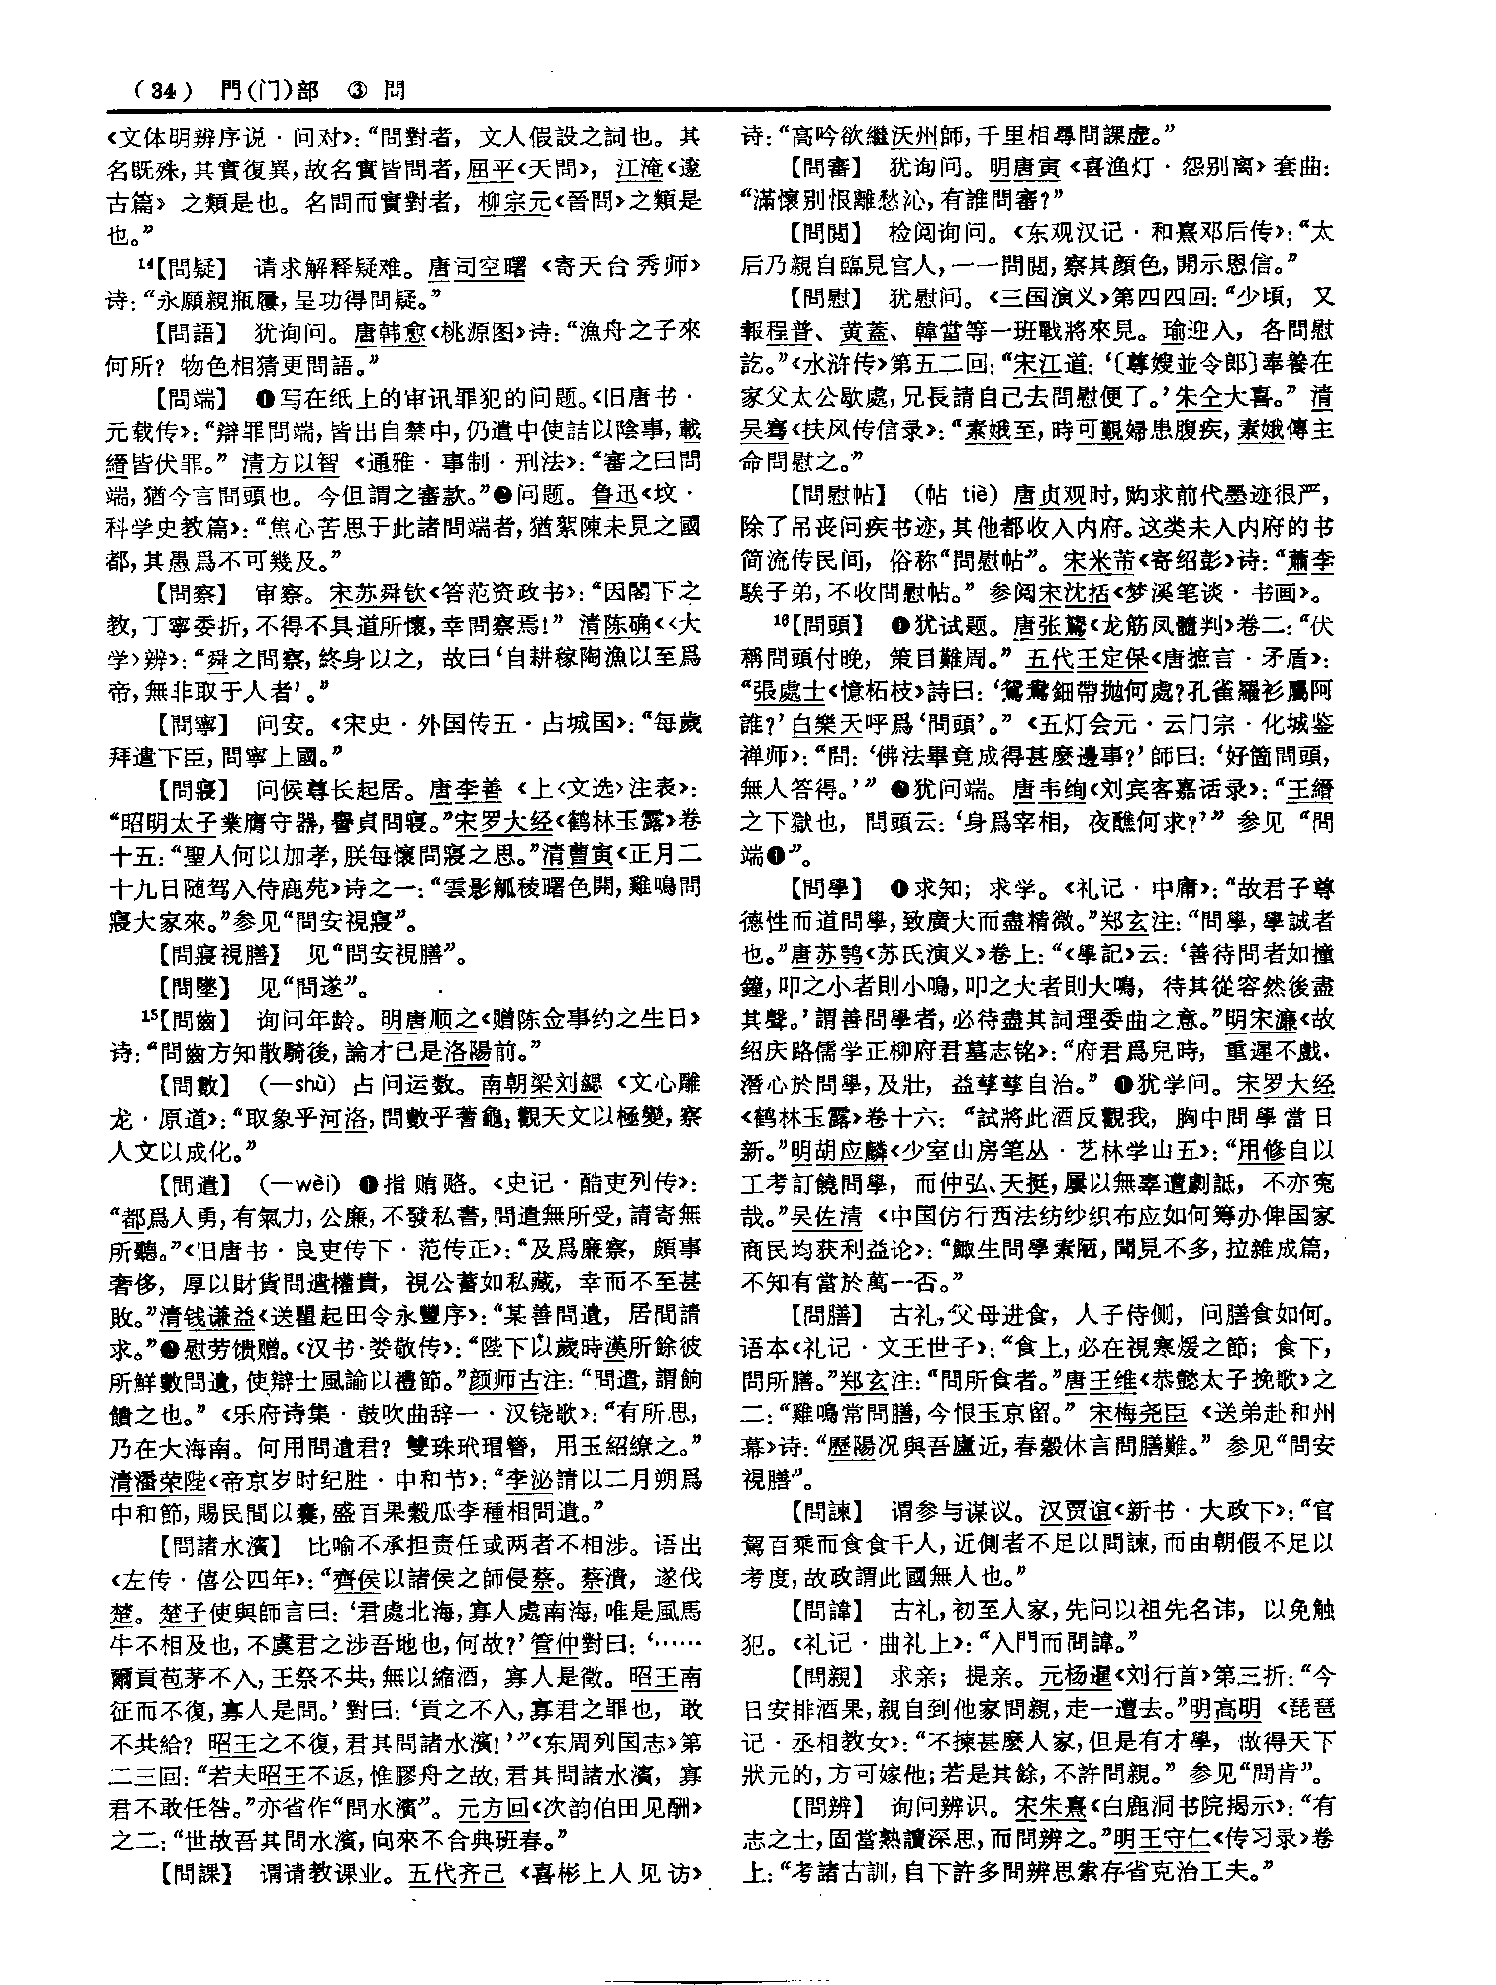 （34） 門(门)部 ③ 問
《文体明辨序说·问对》：“問對者，文人假設之詞也。其
名既殊，其實復異，故名實皆問者，屈平《天問》，江淹《邃
古篇》之類是也。名問而實對者，柳宗元《晉問》之類是
也。”
14【問疑】 请求解释疑难。唐司空曙《寄天台秀师》
诗：“永願親瓶屨，呈功得問疑。”
【問語】 犹询问。唐韩愈《桃源图》诗：“漁舟之子來
何所？物色相猜更問語。”
【問端】 ❶写在纸上的审讯罪犯的问题。《旧唐书·
元载传》：“辯罪問端，皆出自禁中，仍遣中使詰以陰事，載
縉皆伏罪。”清方以智《通雅·事制·刑法》：“審之曰問
端，猶今言問頭也。今但謂之審款。”❷问题。鲁迅《坟·
科学史教篇》：“焦心苦思于此諸問端者，猶絮陳未見之國
都，其愚爲不可幾及。”
【問察】 审察。宋苏舜钦《答范资政书》：“因閣下之
教，丁寧委折，不得不具道所懷，幸問察焉！”清陈确《〈大
学〉辨》：“舜之問察，終身以之，故曰‘自耕稼陶漁以至爲
帝，無非取于人者’。”
【問寧】 问安。《宋史·外国传五·占城国》：“每歲
拜遣下臣，問寧上國。”
【問寢】 问候尊长起居。唐李善《上〈文选〉注表》：
“昭明太子業膺守器，譽貞問寢。”宋罗大经《鹤林玉露》卷
十五：“聖人何以加孝，朕每懷問寢之思。”清曹寅《正月二
十九日随驾入侍鹿苑》诗之一：“雲影觚稜曙色開，雞鳴問
寢大家來。”参见“問安視寢”。
【問寢視膳】 见“問安視膳”。
【問墜】 见“問遂”。
15【問齒】 询问年龄。明唐顺之《赠陈佥事约之生日》
诗：“問齒方知散騎後，論才已是洛陽前。”
【問數】 （—shù）占问运数。南朝梁刘勰《文心雕
龙·原道》：“取象乎河洛，問數乎蓍龜，觀天文以極變，察
人文以成化。”
【問遺】 （—wèi）❶指贿赂。《史记·酷吏列传》：
“都爲人勇，有氣力，公廉，不發私書，問遺無所受，請寄無
所聽。”《旧唐书·良吏传下·范传正》：“及爲廉察，頗事
奢侈，厚以財貨問遺權貴，視公蓄如私藏，幸而不至甚
敗。”清钱谦益《送瞿起田令永豐序》：“某善問遺，居間請
求。”❷慰劳馈赠。《汉书·娄敬传》：“陛下以歲時漢所餘彼
所鮮數問遺，使辯士風諭以禮節。”颜师古注：“問遺，謂餉
饋之也。”《乐府诗集·鼓吹曲辞一·汉铙歌》：“有所思，
乃在大海南。何用問遺君？雙珠玳瑁簪，用玉紹繚之。”
清潘荣陛《帝京岁时纪胜·中和节》：“李泌請以二月朔爲
中和節，賜民間以囊，盛百果穀瓜李種相問遺。”
【問諸水濱】 比喻不承担责任或两者不相涉。语出
《左传·僖公四年》：“齊侯以諸侯之師侵蔡。蔡潰，遂伐
楚。楚子使與師言曰：‘君處北海，寡人處南海，唯是風馬
牛不相及也，不虞君之涉吾地也，何故？’管仲對曰：‘……
爾貢苞茅不入，王祭不共，無以縮酒，寡人是徵。昭王南
征而不復，寡人是問。’對曰：‘貢之不入，寡君之罪也，敢
不共給？昭王之不復，君其問諸水濱！’”《东周列国志》第
二三回：“若夫昭王不返，惟膠舟之故，君其問諸水濱，寡
君不敢任咎。”亦省作“問水濱”。元方回《次韵伯田见酬》
之二：“世故吾其問水濱，向來不合典班春。”
【問課】 谓请教课业。五代齐己《喜彬上人见访》
诗：“高吟欲繼沃州師，千里相尋問課虛。”
【問審】 犹询问。明唐寅《喜渔灯·怨别离》套曲：
“滿懷別恨離愁沁，有誰問審？”
【問閲】 检阅询问。《东观汉记·和熹邓后传》：“太
后乃親自臨見宫人，一一問閲，察其顔色，開示恩信。”
【問慰】 犹慰问。《三国演义》第四四回：“少頃，又
報程普、黄蓋、韓當等一班戰將來見。瑜迎入，各問慰
訖。”《水浒传》第五二回：“宋江道：‘〔尊嫂並令郎〕奉養在
家父太公歇處，兄長請自己去問慰便了。’朱仝大喜。”清
吴骞《扶风传信录》：“素娥至，時可覲婦患腹疾，素娥傳主
命問慰之。”
【問慰帖】 （帖 tiè）唐贞观时，购求前代墨迹很严，
除了吊丧问疾书迹，其他都收入内府。这类未入内府的书
简流传民间，俗称“問慰帖”。宋米芾《寄绍彭》诗：“蕭李
騃子弟，不收問慰帖。”参阅宋沈括《梦溪笔谈·书画》。
16【問頭】 ❶犹试题。唐张鷟《龙筋凤髓判》卷二：“伏
稱問頭付晚，策目難周。”五代王定保《唐摭言·矛盾》：
“張處士《憶柘枝》詩曰：‘鴛鴦鈿帶抛何處？孔雀羅衫屬阿
誰？’白樂天呼爲‘問頭’。”《五灯会元·云门宗·化城鉴
禅师》：“問：‘佛法畢竟成得甚麽邊事？’師曰：‘好箇問頭，
無人答得。’”❷犹问端。唐韦绚《刘宾客嘉话录》：“王縉
之下獄也，問頭云：‘身爲宰相，夜醮何求？’”参见“問
端❶”。
【問學】 ❶求知；求学。《礼记·中庸》：“故君子尊
德性而道問學，致廣大而盡精微。”郑玄注：“問學，學誠者
也。”唐苏鹗《苏氏演义》卷上：“《學記》云：‘善待問者如撞
鐘，叩之小者則小鳴，叩之大者則大鳴，待其從容然後盡
其聲。’謂善問學者，必待盡其詞理委曲之意。”明宋濂《故
绍庆路儒学正柳府君墓志铭》：“府君爲兒時，重遲不戲，
潛心於問學，及壯，益孳孳自治。”❶犹学问。宋罗大经
《鹤林玉露》卷十六：“試將此酒反觀我，胸中問學當日
新。”明胡应麟《少室山房笔丛·艺林学山五》：“用修自以
工考訂饒問學，而仲弘、天挺，屢以無辜遭劇詆，不亦寃
哉。”吴佐清《中国仿行西法纺纱织布应如何筹办俾国家
商民均获利益论》：“鯫生問學素陋，聞見不多，拉雜成篇，
不知有當於萬一否。”
【問膳】 古礼，父母进食，人子侍侧，问膳食如何。
语本《礼记·文王世子》：“食上，必在視寒煖之節；食下，
問所膳。”郑玄注：“問所食者。”唐王维《恭懿太子挽歌》之
二：“雞鳴常問膳，今恨玉京留。”宋梅尧臣《送弟赴和州
幕》诗：“歷陽况與吾廬近，春穀休言問膳難。”参见“問安
視膳”。
【問諫】 谓参与谋议。汉贾谊《新书·大政下》：“官
駕百乘而食食千人，近側者不足以問諫，而由朝假不足以
考度，故政謂此國無人也。”
【問諱】 古礼，初至人家，先问以祖先名讳，以免触
犯。《礼记·曲礼上》：“入門而問諱。”
【問親】 求亲；提亲。元杨暹《刘行首》第三折：“今
日安排酒果，親自到他家問親，走一遭去。”明高明《琵琶
记·丞相教女》：“不揀甚麽人家，但是有才學，做得天下
狀元的，方可嫁他；若是其餘，不許問親。”参见“問肯”。
【問辨】 询问辨识。宋朱熹《白鹿洞书院揭示》：“有
志之士，固當熟讀深思，而問辨之。”明王守仁《传习录》卷
上：“考諸古訓，自下許多問辨思索存省克治工夫。”